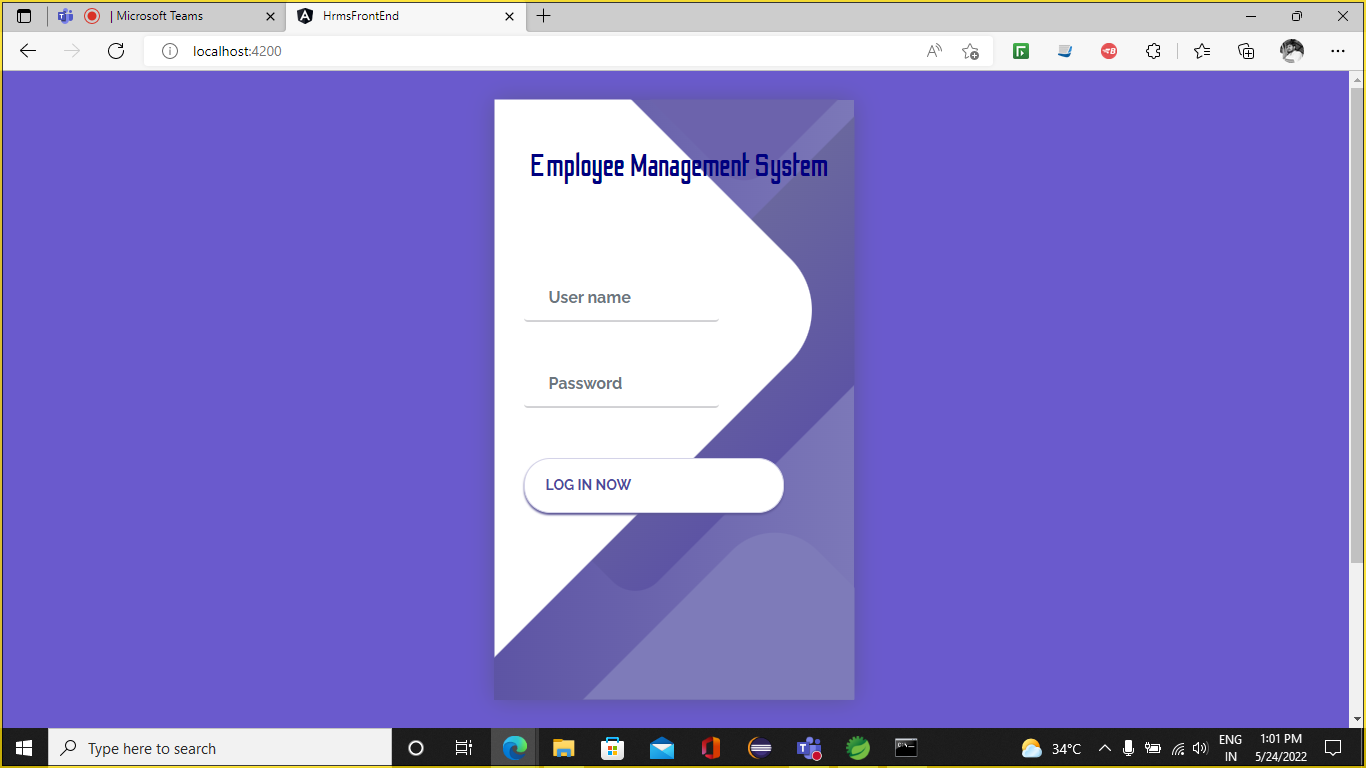 | Microsoft Teams
HrmsFrontEnd
localhost:4200
Employee Management System
User name
Password
LOG IN NOW
Type here to search
34°C
ENG
IN
1:01 PM
5/24/2022